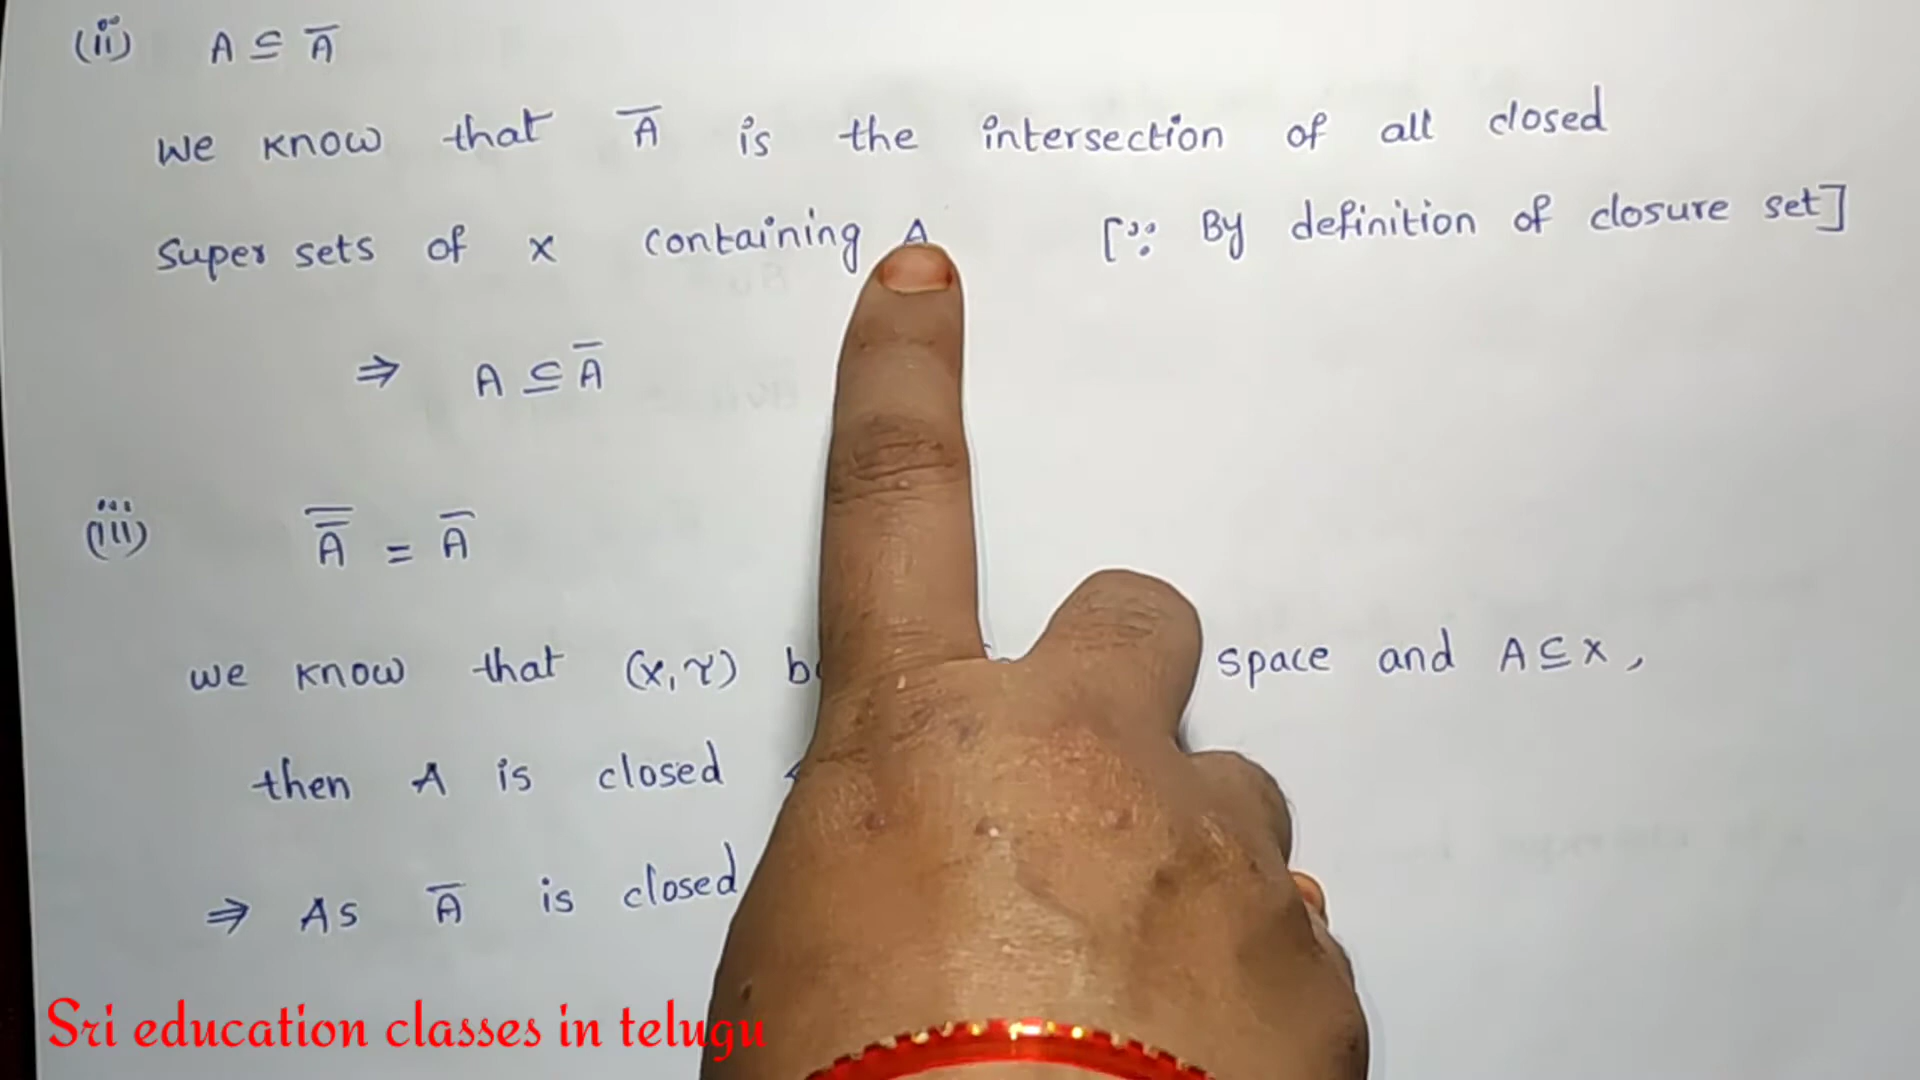 (ii) A ⊆ A̅
We know that A̅ is the intersection of all closed
Super sets of x containing A [∵ By definition of closure set]
⇒ A ⊆ A̅
(iii) A̿ = A̅
we know that (x, τ) space and A ⊆ x,
then A is closed
⇒ As A̅ is closed
Sri education classes in telugu